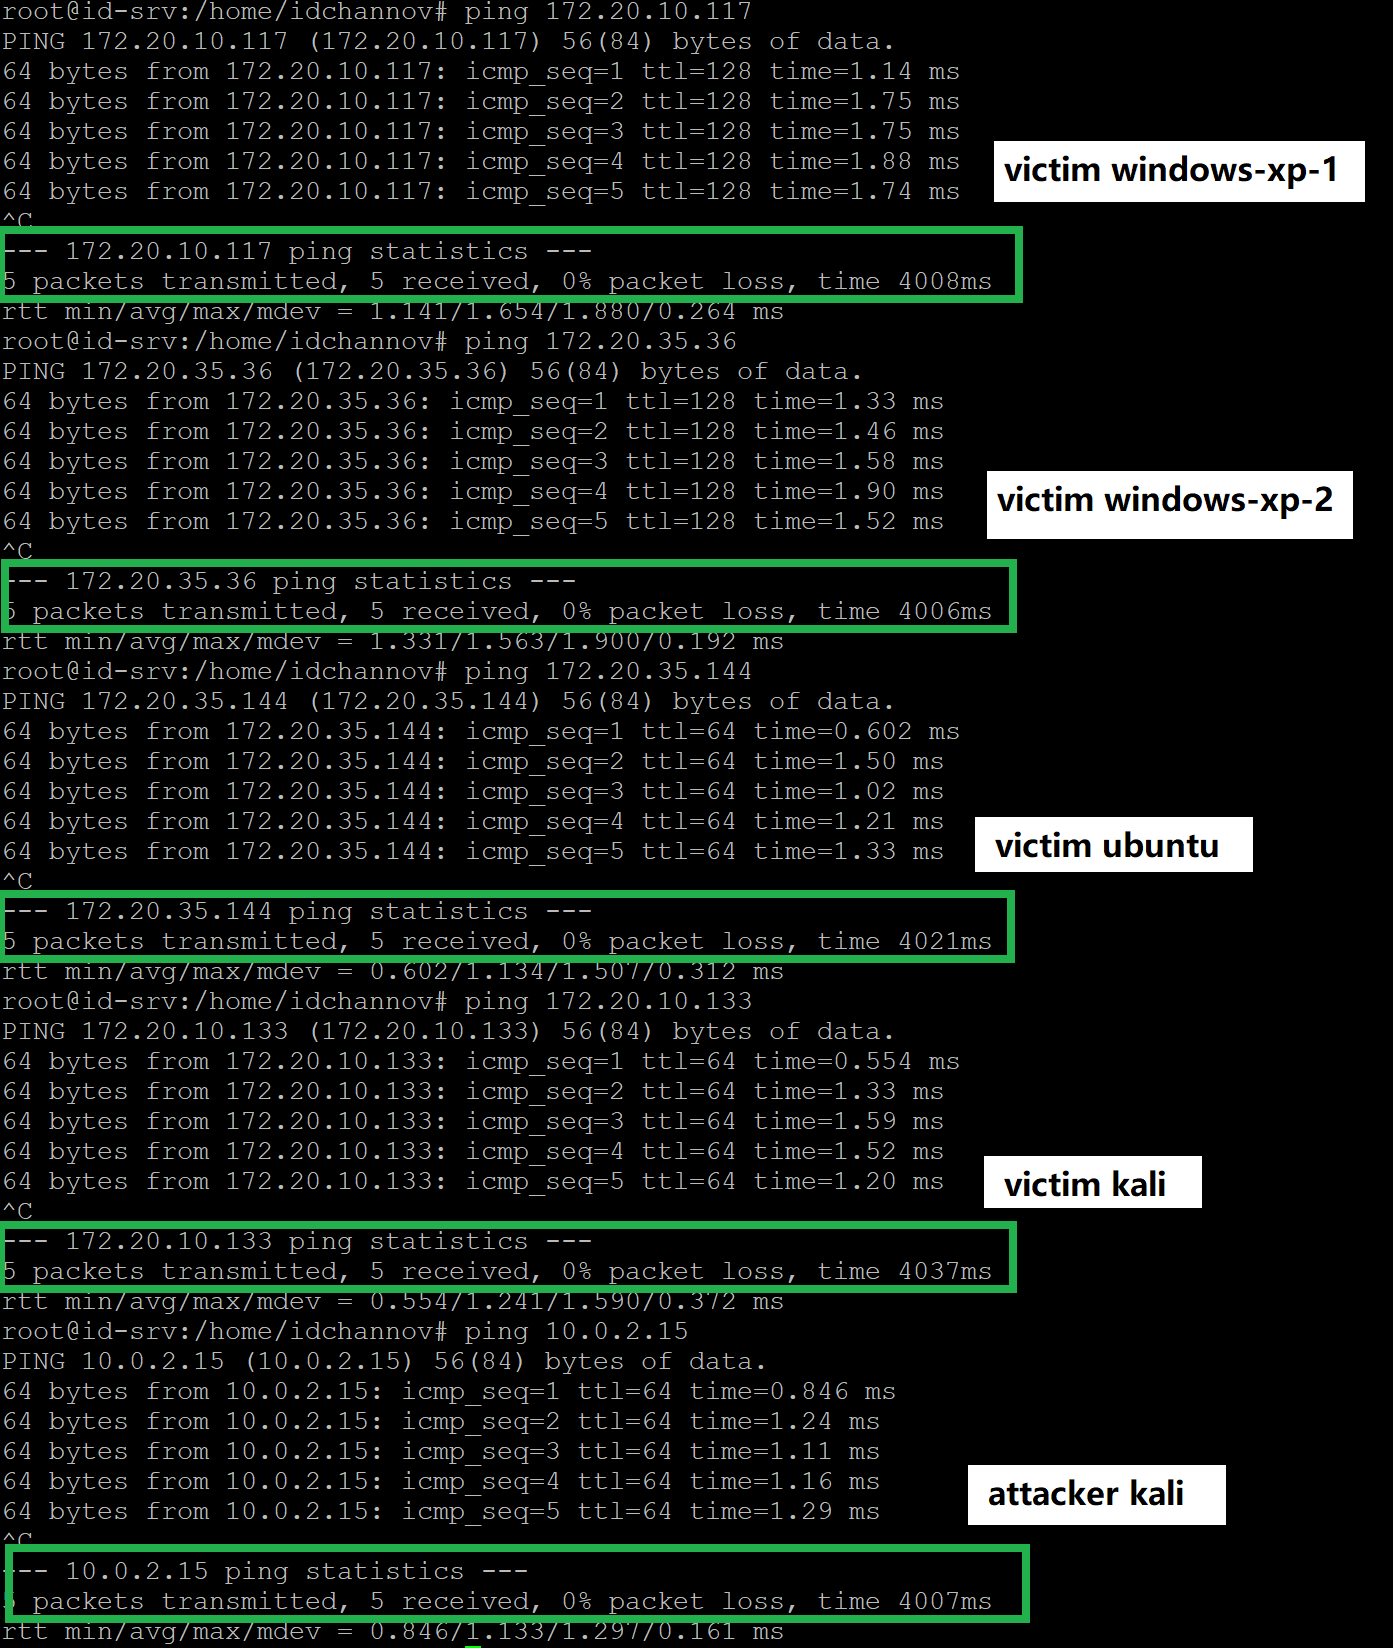 root@id-srv:/home/idchannov# ping 172.20.10.117
PING 172.20.10.117 (172.20.10.117) 56(84) bytes of data.
64 bytes from 172.20.10.117: icmp_seq=1 ttl=128 time=1.14 ms
64 bytes from 172.20.10.117: icmp_seq=2 ttl=128 time=1.75 ms
64 bytes from 172.20.10.117: icmp_seq=3 ttl=128 time=1.75 ms
64 bytes from 172.20.10.117: icmp_seq=4 ttl=128 time=1.88 ms
victim windows-xp-1
64 bytes from 172.20.10.117: icmp_seq=5 ttl=128 time=1.74 ms
^C
--- 172.20.10.117 ping statistics ---
5 packets transmitted, 5 received, 0% packet loss, time 4008ms
rtt min/avg/max/mdev = 1.141/1.654/1.880/0.264 ms
root@id-srv:/home/idchannov# ping 172.20.35.36
PING 172.20.35.36 (172.20.35.36) 56(84) bytes of data.
64 bytes from 172.20.35.36: icmp_seq=1 ttl=128 time=1.33 ms
64 bytes from 172.20.35.36: icmp_seq=2 ttl=128 time=1.46 ms
64 bytes from 172.20.35.36: icmp_seq=3 ttl=128 time=1.58 ms
64 bytes from 172.20.35.36: icmp_seq=4 ttl=128 time=1.90 ms
victim windows-xp-2
64 bytes from 172.20.35.36: icmp_seq=5 ttl=128 time=1.52 ms
^C
--- 172.20.35.36 ping statistics ---
5 packets transmitted, 5 received, 0% packet loss, time 4006ms
rtt min/avg/max/mdev = 1.331/1.563/1.900/0.192 ms
root@id-srv:/home/idchannov# ping 172.20.35.144
PING 172.20.35.144 (172.20.35.144) 56(84) bytes of data.
64 bytes from 172.20.35.144: icmp_seq=1 ttl=64 time=0.602 ms
64 bytes from 172.20.35.144: icmp_seq=2 ttl=64 time=1.50 ms
64 bytes from 172.20.35.144: icmp_seq=3 ttl=64 time=1.02 ms
64 bytes from 172.20.35.144: icmp_seq=4 ttl=64 time=1.21 ms
64 bytes from 172.20.35.144: icmp_seq=5 ttl=64 time=1.33 ms
victim ubuntu
^C
--- 172.20.35.144 ping statistics ---
5 packets transmitted, 5 received, 0% packet loss, time 4021ms
rtt min/avg/max/mdev = 0.602/1.134/1.507/0.312 ms
root@id-srv:/home/idchannov# ping 172.20.10.133
PING 172.20.10.133 (172.20.10.133) 56(84) bytes of data.
64 bytes from 172.20.10.133: icmp_seq=1 ttl=64 time=0.554 ms
64 bytes from 172.20.10.133: icmp_seq=2 ttl=64 time=1.33 ms
64 bytes from 172.20.10.133: icmp_seq=3 ttl=64 time=1.59 ms
64 bytes from 172.20.10.133: icmp_seq=4 ttl=64 time=1.52 ms
64 bytes from 172.20.10.133: icmp_seq=5 ttl=64 time=1.20 ms
victim kali
^C
--- 172.20.10.133 ping statistics ---
5 packets transmitted, 5 received, 0% packet loss, time 4037ms
rtt min/avg/max/mdev = 0.554/1.241/1.590/0.372 ms
root@id-srv:/home/idchannov# ping 10.0.2.15
PING 10.0.2.15 (10.0.2.15) 56(84) bytes of data.
64 bytes from 10.0.2.15: icmp_seq=1 ttl=64 time=0.846 ms
64 bytes from 10.0.2.15: icmp_seq=2 ttl=64 time=1.24 ms
64 bytes from 10.0.2.15: icmp_seq=3 ttl=64 time=1.11 ms
64 bytes from 10.0.2.15: icmp_seq=4 ttl=64 time=1.16 ms
attacker kali
64 bytes from 10.0.2.15: icmp_seq=5 ttl=64 time=1.29 ms
^C
--- 10.0.2.15 ping statistics ---
5 packets transmitted, 5 received, 0% packet loss, time 4007ms
rtt min/avg/max/mdev = 0.846/1.133/1.297/0.161 ms